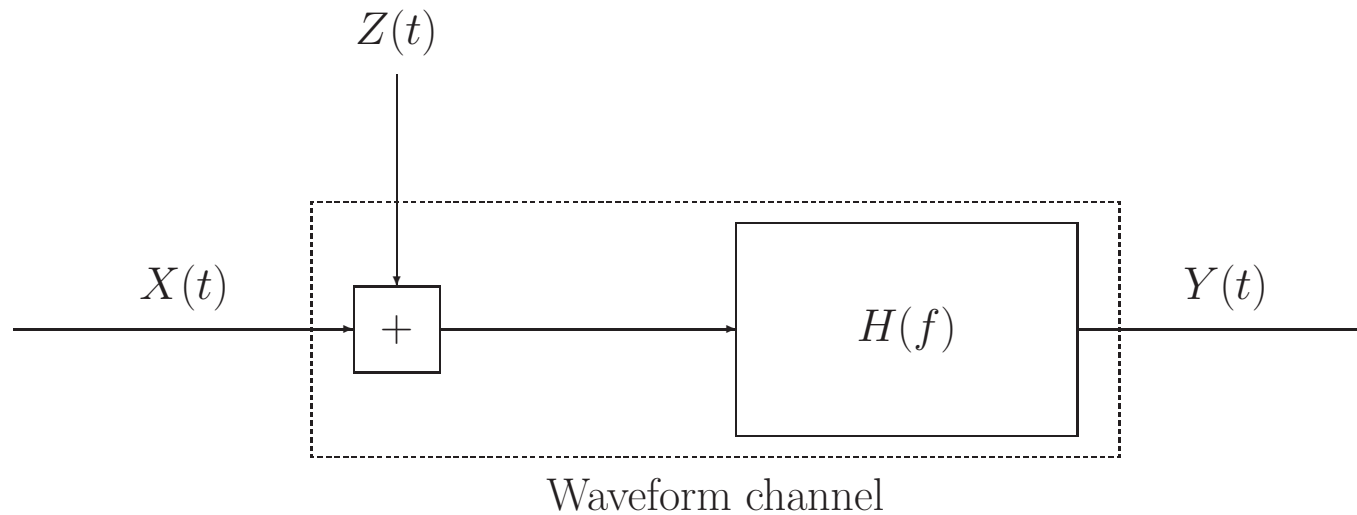 Z(t)
X(t)
+
H(f)
Y(t)
Waveform channel